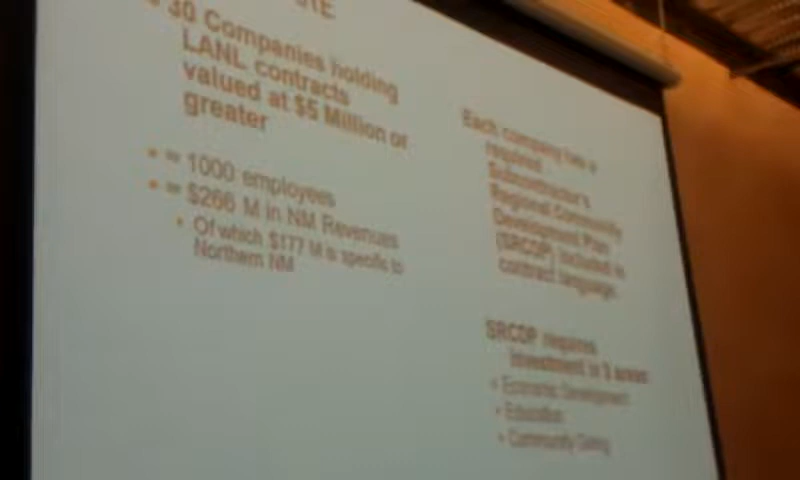 30 Companies holding
LANL contracts
valued at $5 Million or
greater
≈ 1000 employees
≈ $266 M in NM Revenues
Of which $177 M is specific to
Northern NM
Each company has a
required
Subcontractor's
Regional Community
Development Plan
(SRCDP) included in
contract language.
SRCDP requires
investment in 3 areas
Economic Development
Education
Community Giving